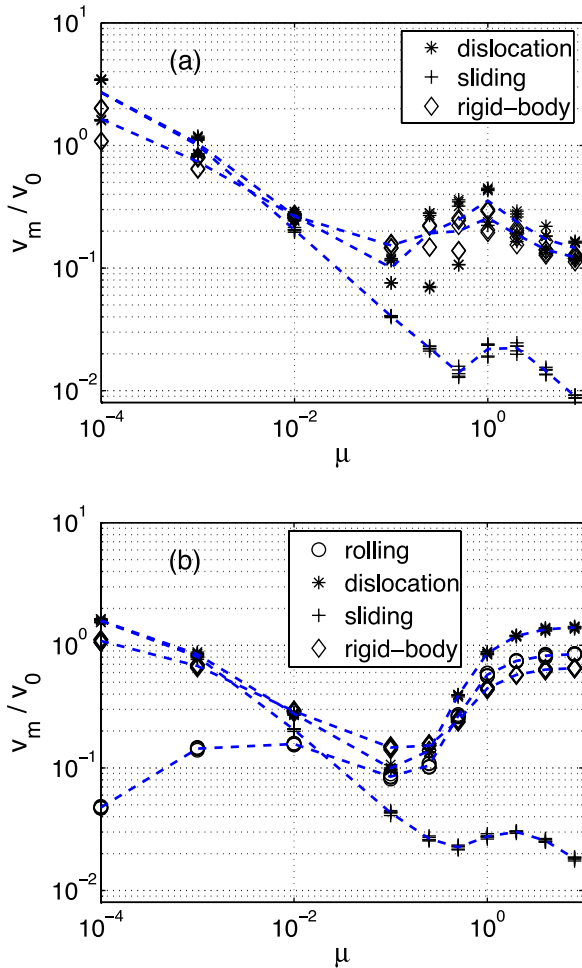 10^1
(a)
dislocation
sliding
rigid-body
10^0
v_m / v_0
10^-1
10^-2
10^-4
10^-2
10^0
μ
10^1
(b)
rolling
dislocation
sliding
rigid-body
10^0
v_m / v_0
10^-1
10^-2
10^-4
10^-2
10^0
μ